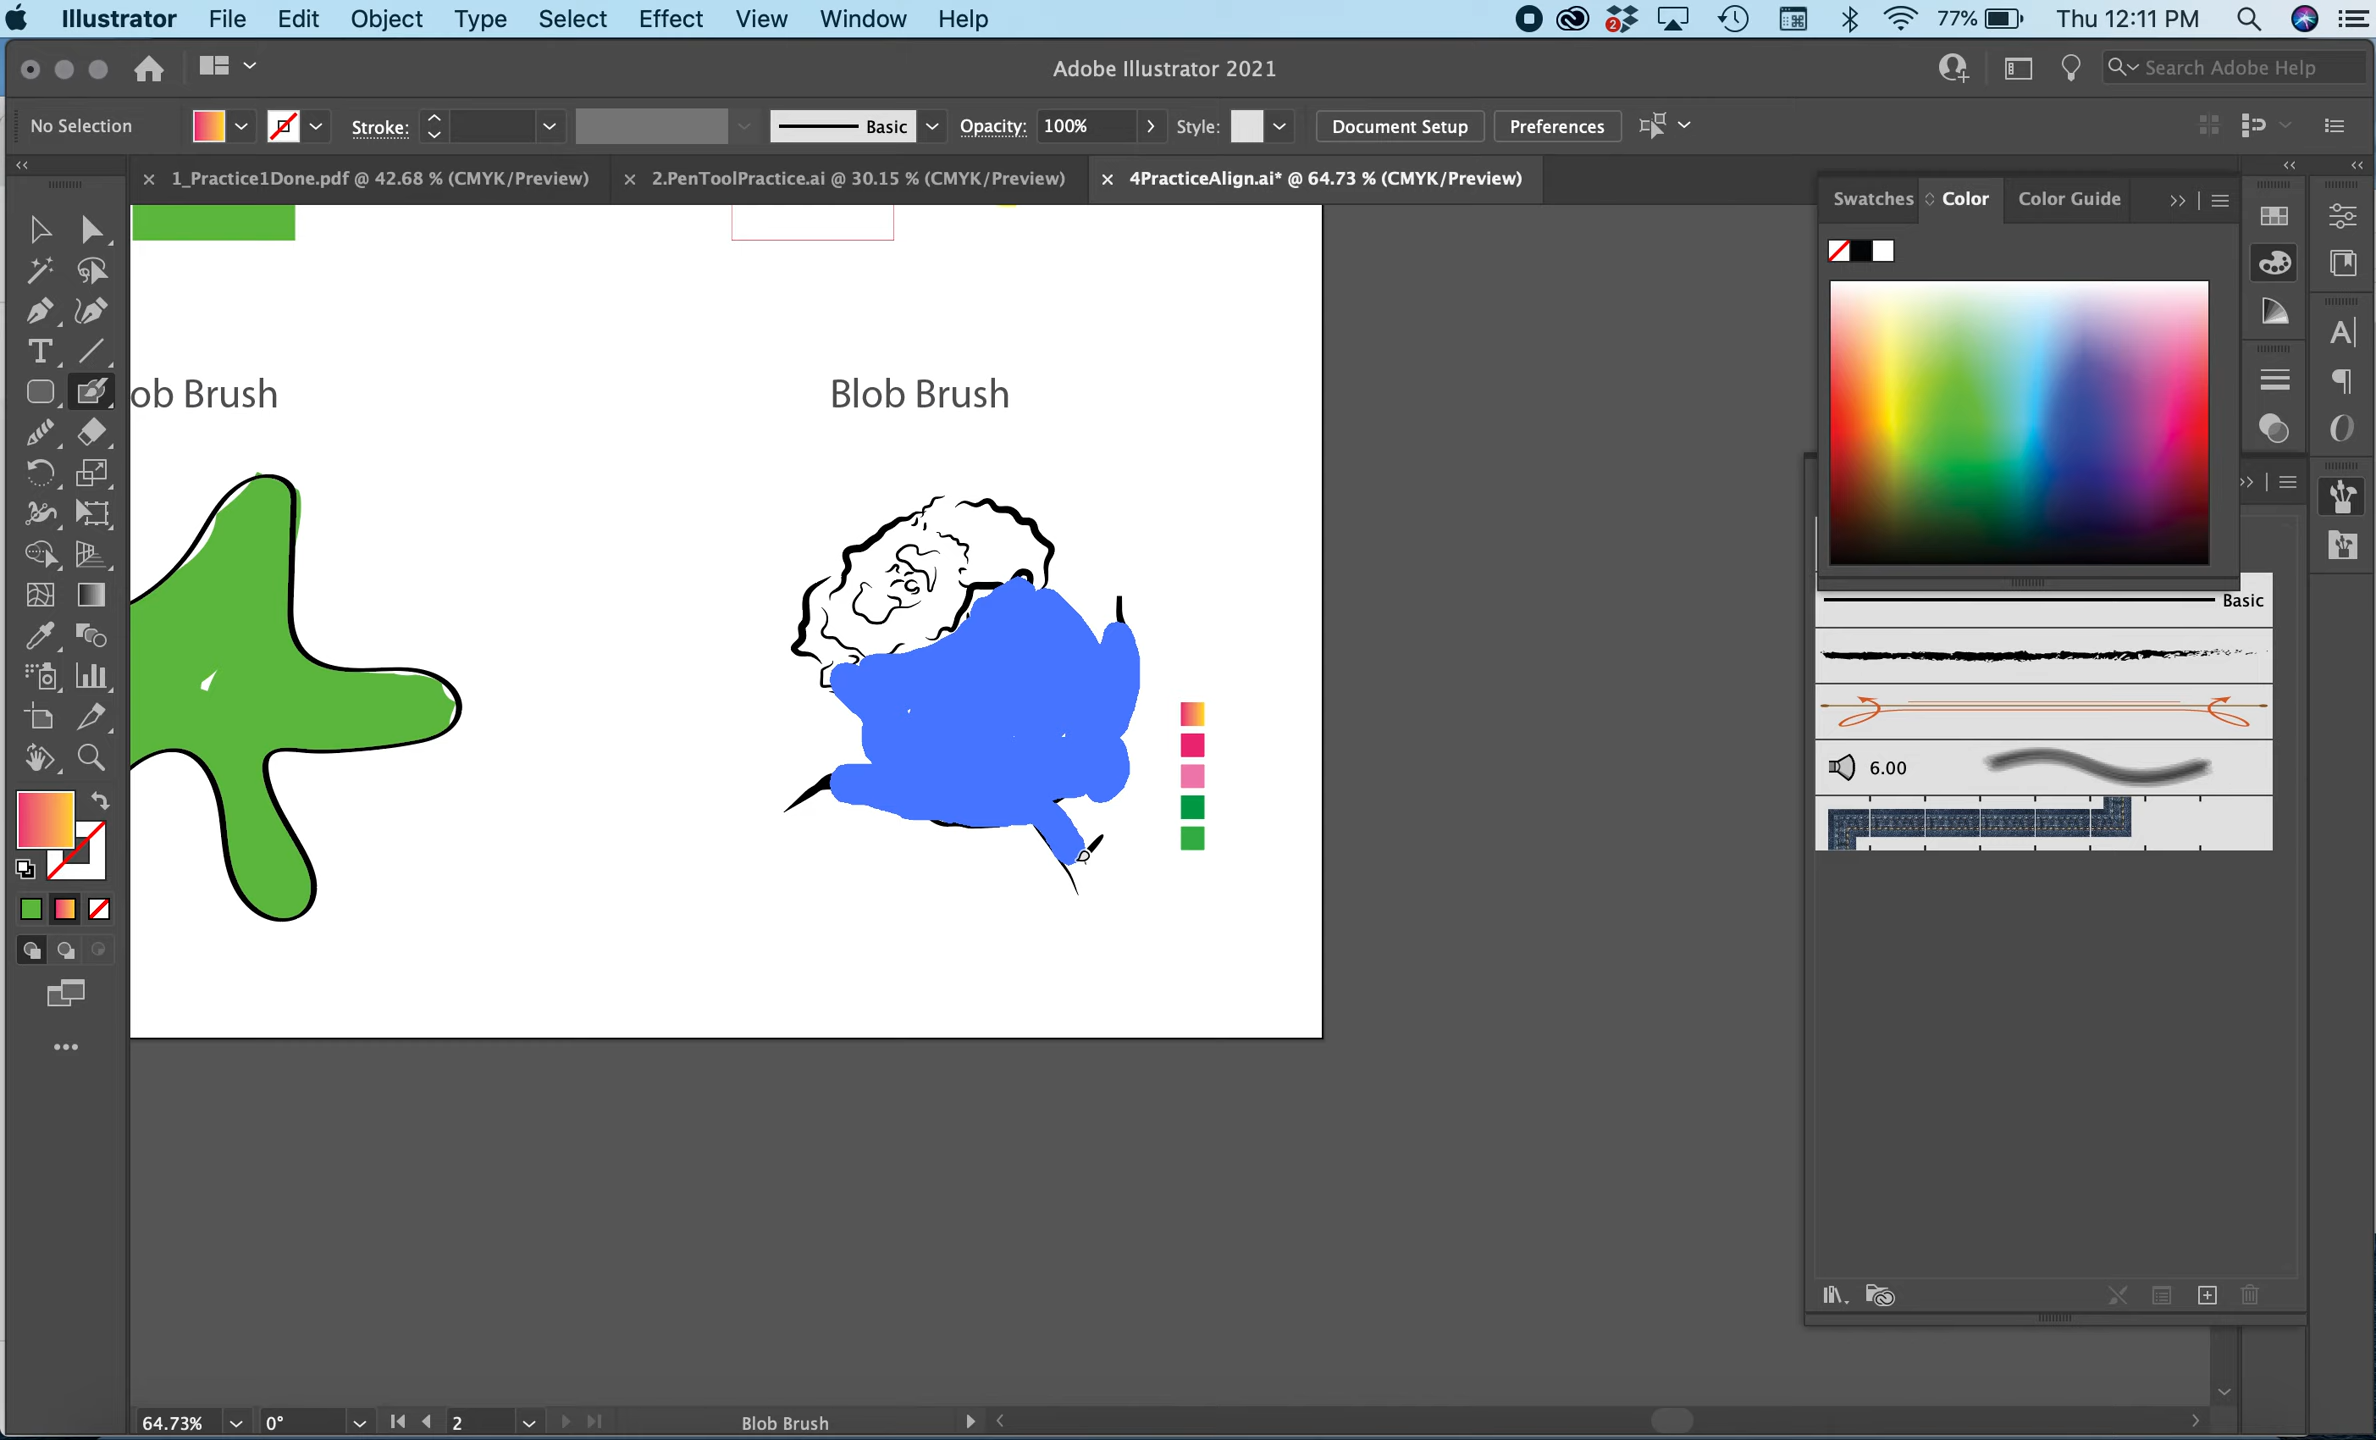 Illustrator File Edit Object Type Select Effect View Window Help 2 77% Thu 12:11 PM
Adobe Illustrator 2021 Search Adobe Help
No Selection Stroke: Basic Opacity: 100% Style: Document Setup Preferences
1_Practice1Done.pdf @ 42.68 % (CMYK/Preview) 2.PenToolPractice.ai @ 30.15 % (CMYK/Preview) 4PracticeAlign.ai* @ 64.73 % (CMYK/Preview)
Swatches Color Color Guide
ob Brush Blob Brush
Basic
6.00
64.73% 0° 2 Blob Brush